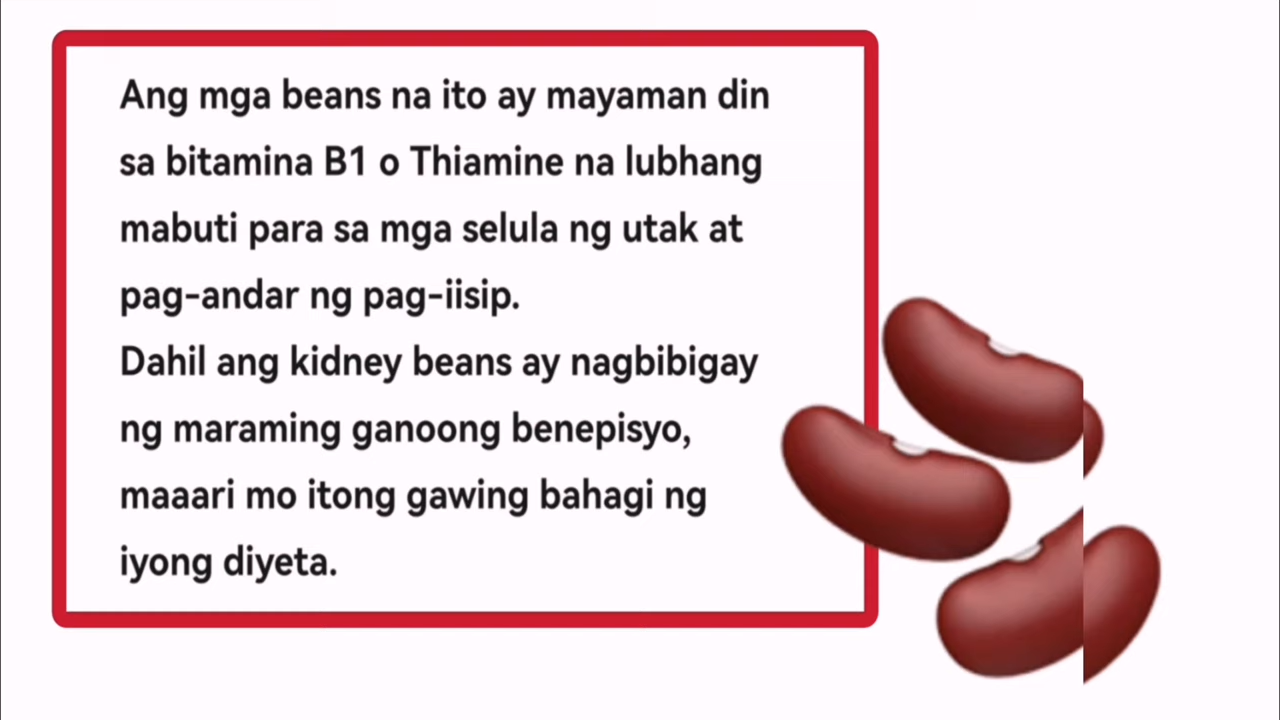 Ang mga beans na ito ay mayaman din
sa bitamina B1 o Thiamine na lubhang
mabuti para sa mga selula ng utak at
pag-andar ng pag-iisip.
Dahil ang kidney beans ay nagbibigay
ng maraming ganoong benepisyo,
maaari mo itong gawing bahagi ng
iyong diyeta.